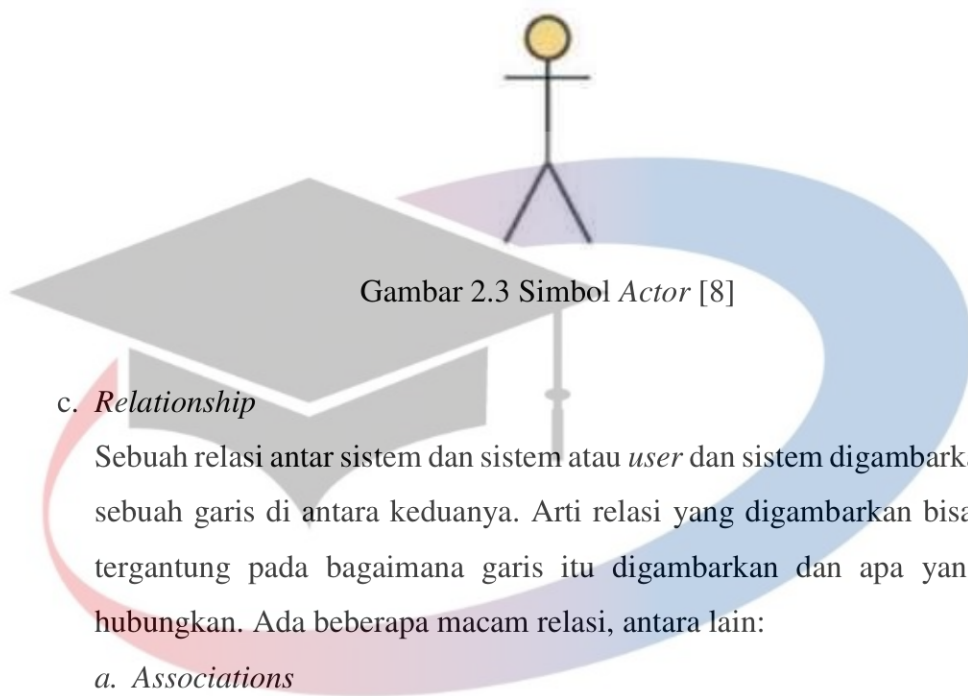 Gambar 2.3 Simbol Actor [8]
c. Relationship
Sebuah relasi antar sistem dan sistem atau user dan sistem
sebuah garis di antara keduanya. Arti relasi yang digambarkan bisa
tergantung pada bagaimana garis itu digambarkan dan apa
hubungkan. Ada beberapa macam relasi, antara lain:
a. Associations